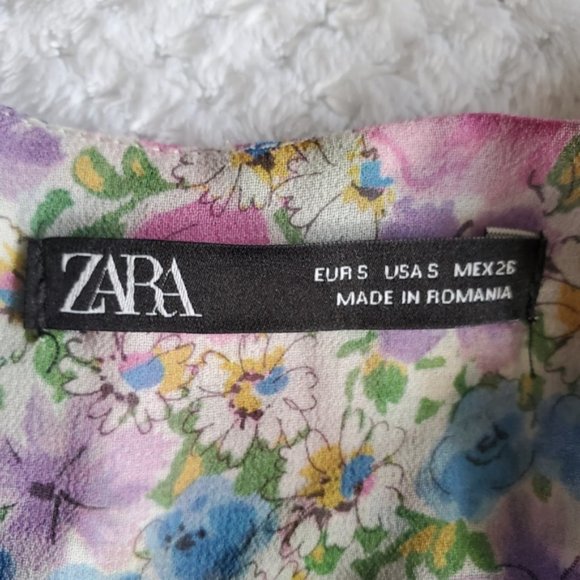 ZARA
EUR S USA S MEX 26
MADE IN ROMANIA